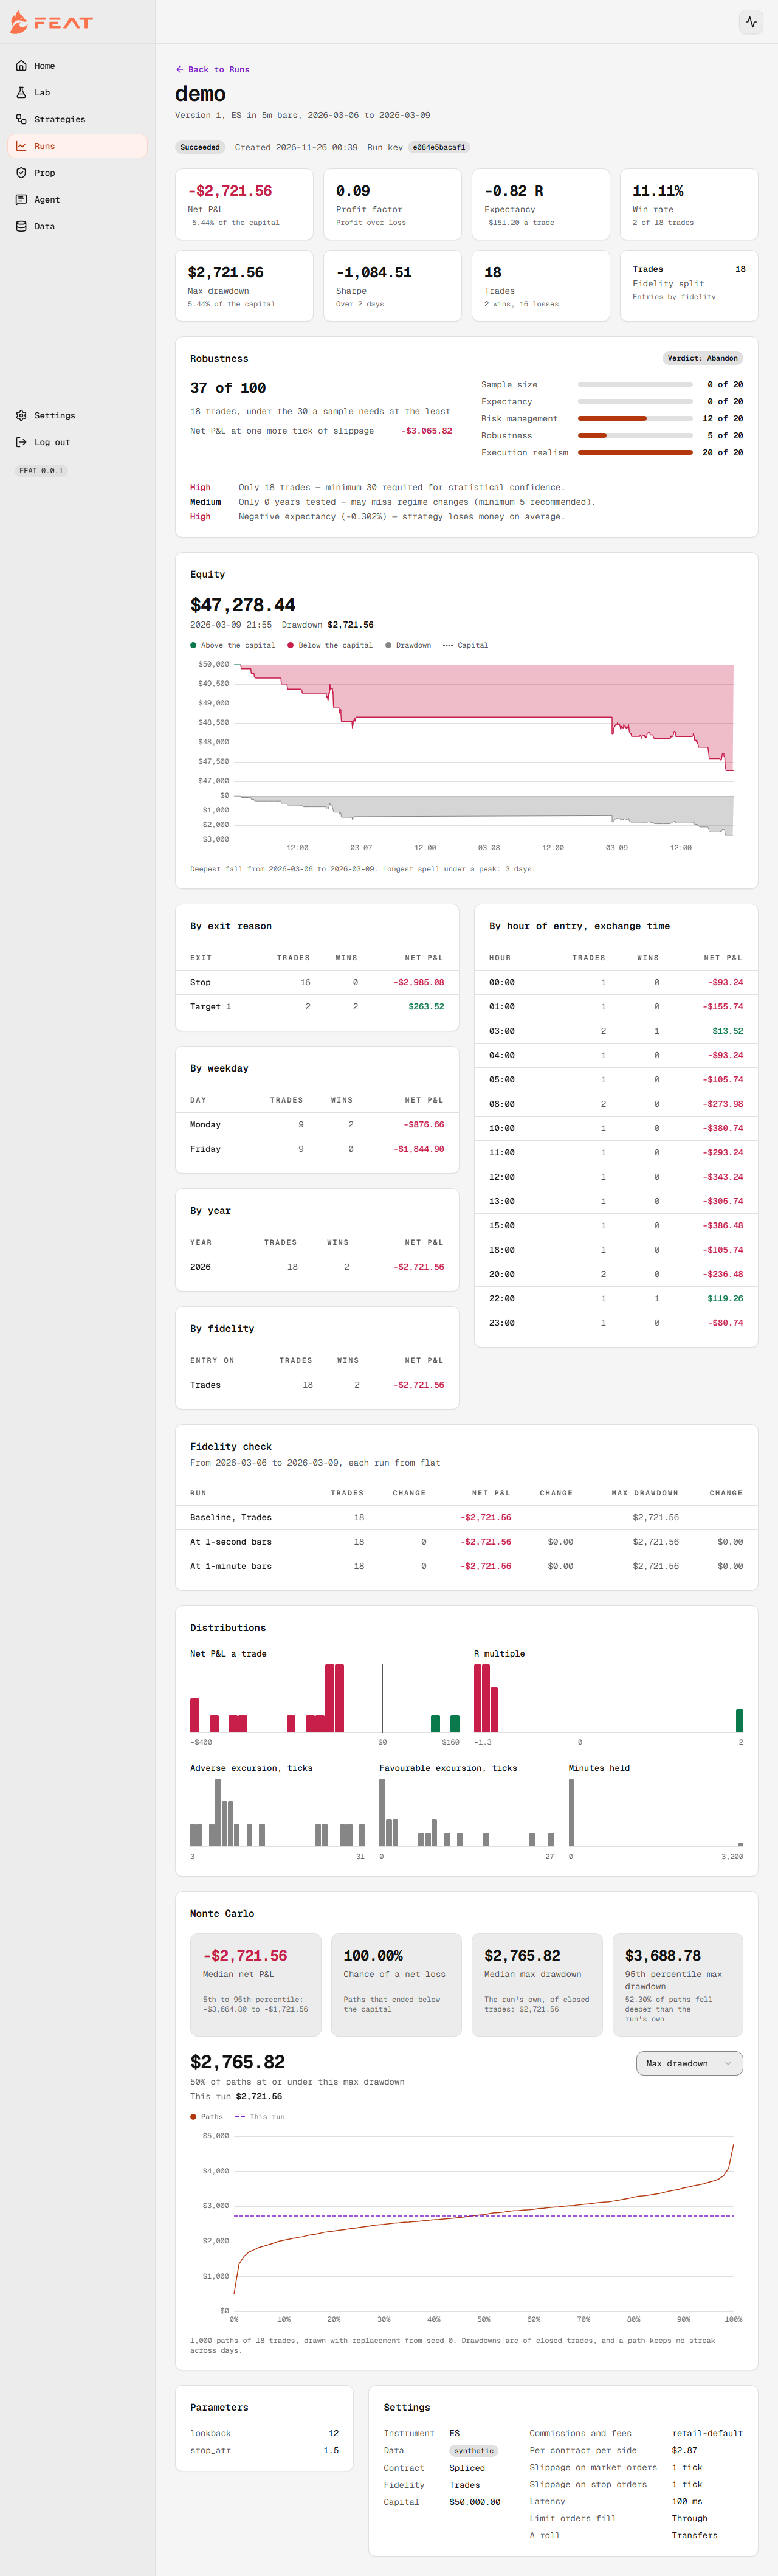 FEAT
Home
Lab
Strategies
Runs
Prop
Agent
Data
Settings
Log out
FEAT 0.0.1
← Back to Runs
demo
Version 1, ES in 5m bars, 2026-03-06 to 2026-03-09
Succeeded Created 2026-11-26 00:39 Run key e084e5bacaf1
-$2,721.56
Net P&L
-5.44% of the capital
0.09
Profit factor
Profit over loss
-0.82 R
Expectancy
-$151.20 a trade
11.11%
Win rate
2 of 18 trades
$2,721.56
Max drawdown
5.44% of the capital
-1,084.51
Sharpe
Over 2 days
18
Trades
2 wins, 16 losses
Trades 18
Fidelity split
Entries by fidelity
Robustness
Verdict: Abandon
37 of 100
18 trades, under the 30 a sample needs at the least
Net P&L at one more tick of slippage -$3,065.82
Sample size 0 of 20
Expectancy 0 of 20
Risk management 12 of 20
Robustness 5 of 20
Execution realism 20 of 20
High Only 18 trades — minimum 30 required for statistical confidence.
Medium Only 0 years tested — may miss regime changes (minimum 5 recommended).
High Negative expectancy (-0.302%) — strategy loses money on average.
Equity
$47,278.44
2026-03-09 21:55 Drawdown $2,721.56
Above the capital Below the capital Drawdown Capital
$50,000
$49,500
$49,000
$48,500
$48,000
$47,500
$47,000
$0
$1,000
$2,000
$3,000
12:00 03-07 12:00 03-08 12:00 03-09 12:00
Deepest fall from 2026-03-06 to 2026-03-09. Longest spell under a peak: 3 days.
By exit reason
EXIT TRADES WINS NET P&L
Stop 16 0 -$2,985.08
Target 1 2 2 $263.52
By weekday
DAY TRADES WINS NET P&L
Monday 9 2 -$876.66
Friday 9 0 -$1,844.90
By year
YEAR TRADES WINS NET P&L
2026 18 2 -$2,721.56
By fidelity
ENTRY ON TRADES WINS NET P&L
Trades 18 2 -$2,721.56
By hour of entry, exchange time
HOUR TRADES WINS NET P&L
00:00 1 0 -$93.24
01:00 1 0 -$155.74
03:00 2 1 $13.52
04:00 1 0 -$93.24
05:00 1 0 -$105.74
08:00 2 0 -$273.98
10:00 1 0 -$380.74
11:00 1 0 -$293.24
12:00 1 0 -$343.24
13:00 1 0 -$305.74
15:00 1 0 -$386.48
18:00 1 0 -$105.74
20:00 2 0 -$236.48
22:00 1 1 $119.26
23:00 1 0 -$80.74
Fidelity check
From 2026-03-06 to 2026-03-09, each run from flat
RUN TRADES CHANGE NET P&L CHANGE MAX DRAWDOWN CHANGE
Baseline, Trades 18 -$2,721.56 $2,721.56
At 1-second bars 18 0 -$2,721.56 $0.00 $2,721.56 $0.00
At 1-minute bars 18 0 -$2,721.56 $0.00 $2,721.56 $0.00
Distributions
Net P&L a trade
-$400 $0 $160
R multiple
-1.3 0 2
Adverse excursion, ticks
3 31
Favourable excursion, ticks
0 27
Minutes held
0 3,200
Monte Carlo
-$2,721.56
Median net P&L
5th to 95th percentile:
-$3,664.80 to -$1,721.56
100.00%
Chance of a net loss
Paths that ended below
the capital
$2,765.82
Median max drawdown
The run's own, of closed
trades: $2,721.56
$3,688.78
95th percentile max
drawdown
52.30% of paths fell
deeper than the
run's own
$2,765.82
50% of paths at or under this max drawdown
This run $2,721.56
Max drawdown
Paths This run
$5,000
$4,000
$3,000
$2,000
$1,000
$0
0% 10% 20% 30% 40% 50% 60% 70% 80% 90% 100%
1,000 paths of 18 trades, drawn with replacement from seed 0. Drawdowns are of closed trades, and a path keeps no streak
across days.
Parameters
lookback 12
stop_atr 1.5
Settings
Instrument ES
Data synthetic
Contract Spliced
Fidelity Trades
Capital $50,000.00
Commissions and fees retail-default
Per contract per side $2.87
Slippage on market orders 1 tick
Slippage on stop orders 1 tick
Latency 100 ms
Limit orders fill Through
A roll Transfers